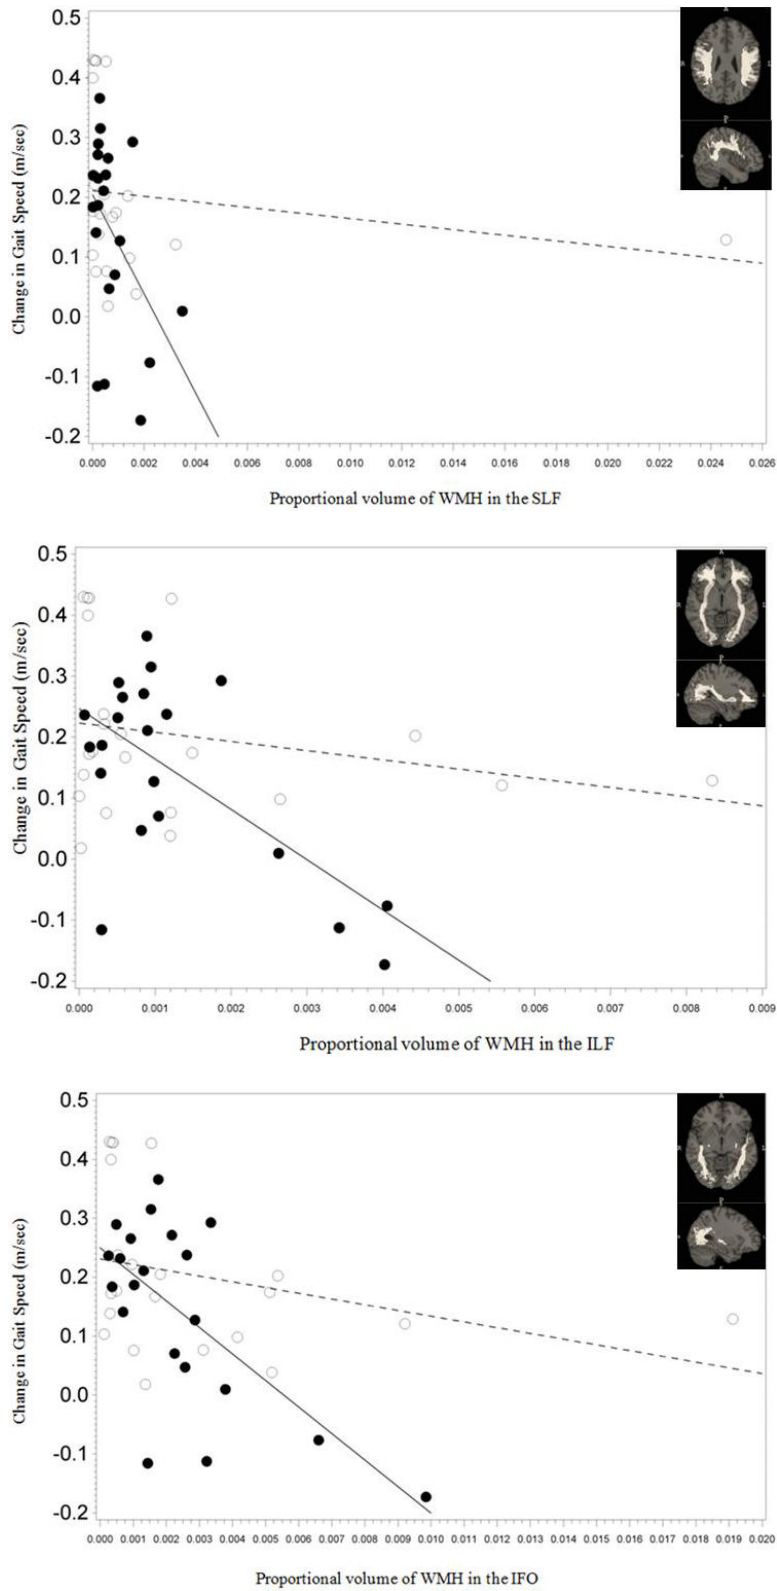 0.5
A
0.4
R
L
Change in Gait Speed (m/sec)
0.3
P
0.2
0.1
0.0
-0.1
-0.2
0.000 0.002 0.004 0.006 0.008 0.010 0.012 0.014 0.016 0.018 0.020 0.022 0.024 0.026
Proportional volume of WMH in the SLF
0.5
A
0.4
R
L
Change in Gait Speed (m/sec)
0.3
P
0.2
0.1
0.0
-0.1
-0.2
0.000 0.001 0.002 0.003 0.004 0.005 0.006 0.007 0.008 0.009
Proportional volume of WMH in the ILF
0.5
A
0.4
R
L
Change in Gait Speed (m/sec)
0.3
P
0.2
0.1
0.0
-0.1
-0.2
0.000 0.001 0.002 0.003 0.004 0.005 0.006 0.007 0.008 0.009 0.010 0.011 0.012 0.013 0.014 0.015 0.016 0.017 0.018 0.019 0.020
Proportional volume of WMH in the IFO